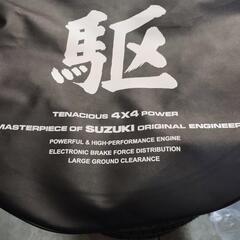 駆
TENACIOUS 4X4 POWER
MASTERPIECE OF SUZUKI ORIGINAL ENGINEER
POWERFUL & HIGH-PERFORMANCE ENGINE
ELECTRONIC BRAKE FORCE DISTRIBUTION
LARGE GROUND CLEARANCE